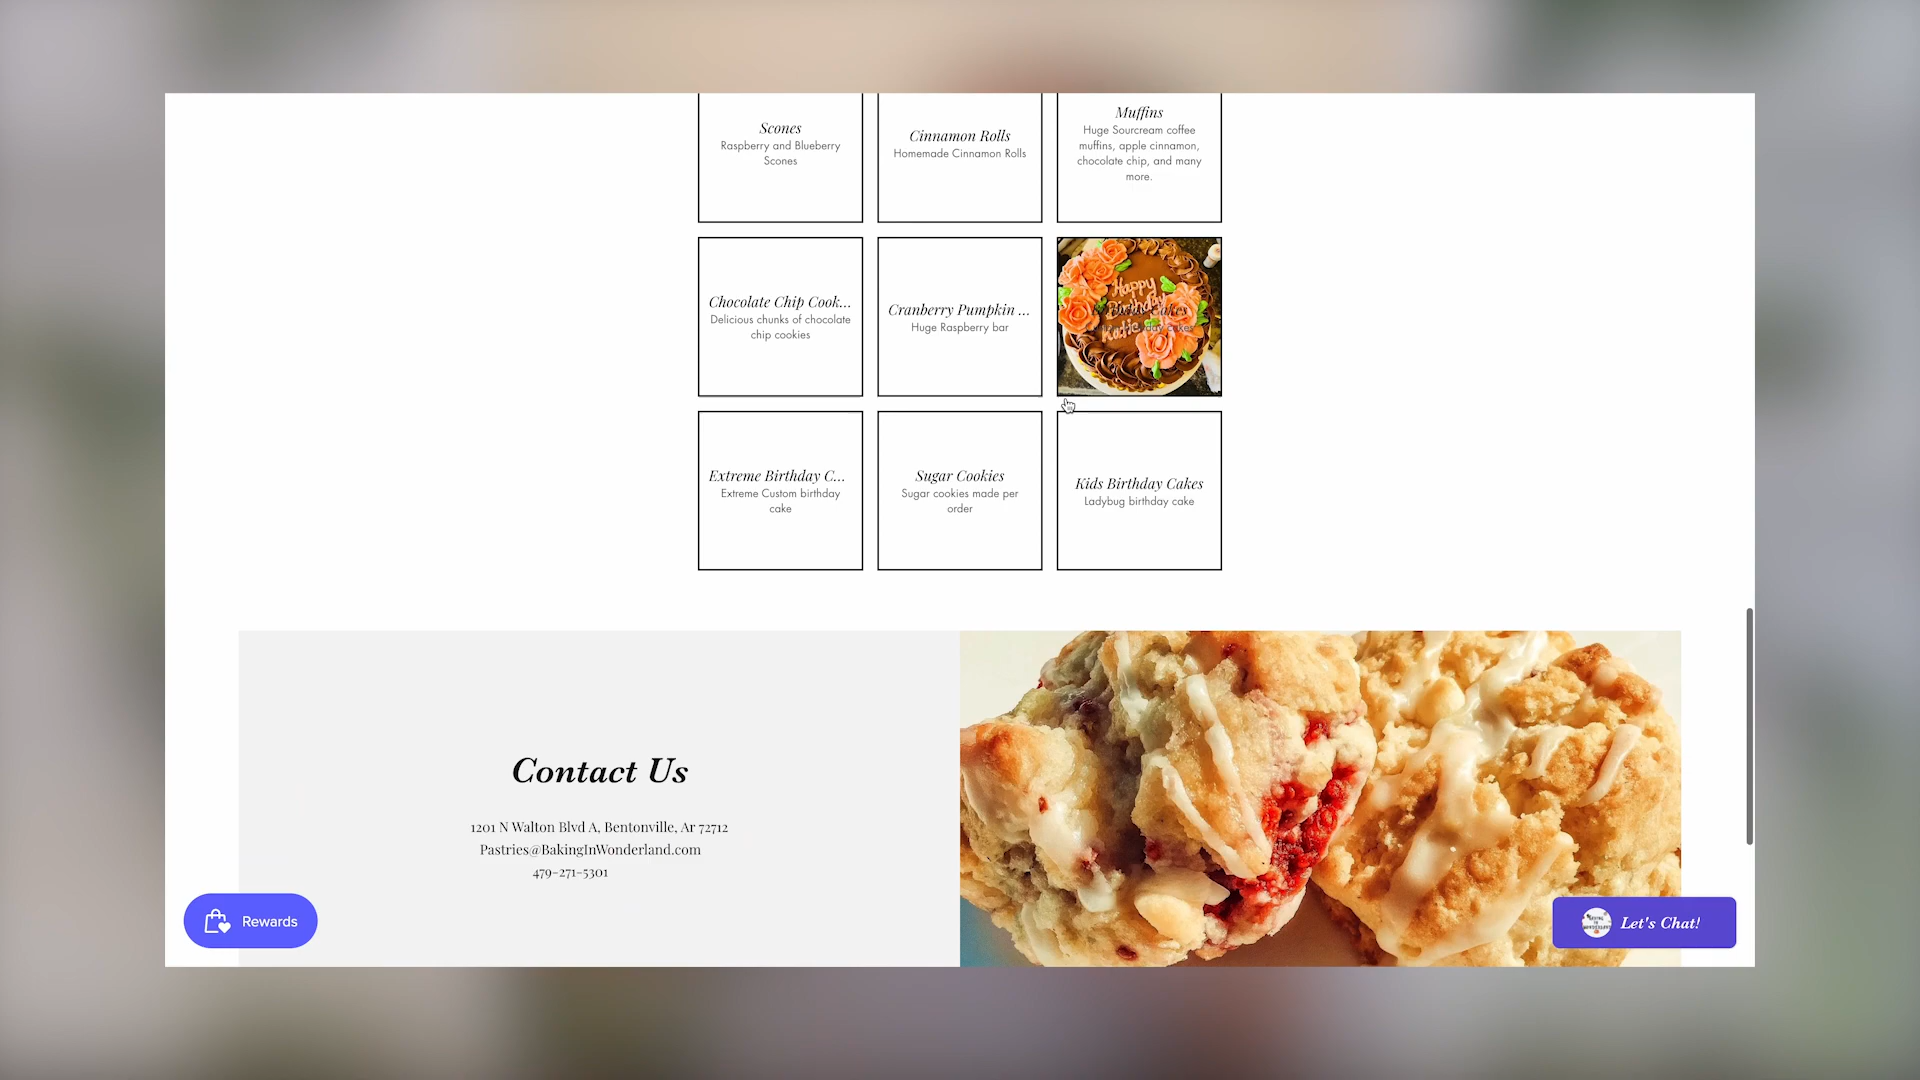 Scones
Raspberry and Blueberry
Scones
Cinnamon Rolls
Homemade Cinnamon Rolls
Muffins
Huge Sourcream coffee
muffins, apple cinnamon,
chocolate chip, and many
more.
Chocolate Chip Cook...
Delicious chunks of chocolate
chip cookies
Cranberry Pumpkin ...
Huge Raspberry bar
Happy
Birthday
Katie
Cakes
cakes
Extreme Birthday C...
Extreme Custom birthday
cake
Sugar Cookies
Sugar cookies made per
order
Kids Birthday Cakes
Ladybug birthday cake
Contact Us
1201 N Walton Blvd A, Bentonville, Ar 72712
Pastries@BakingInWonderland.com
479-271-5301
Rewards
Let's Chat!